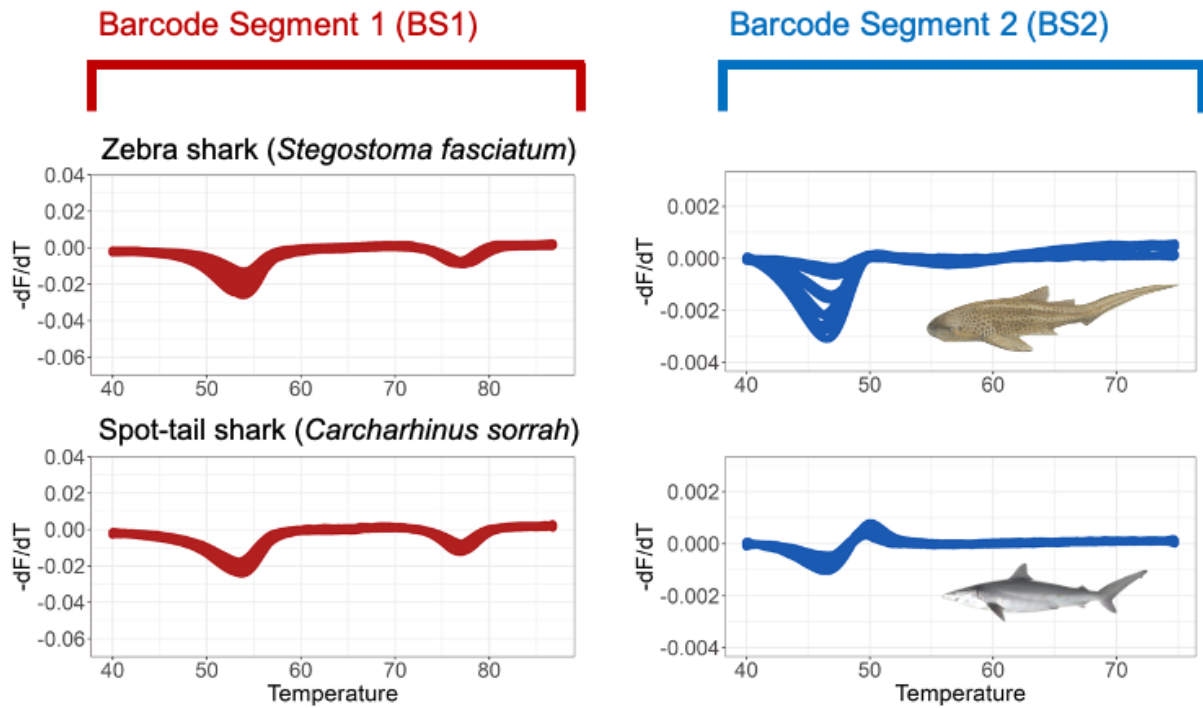 Barcode Segment 1 (BS1)
Barcode Segment 2 (BS2)
Zebra shark (Stegostoma fasciatum)
-dF/dT
0.04
0.02
0.00
-0.02
-0.04
-0.06
40 50 60 70 80
-dF/dT
0.002
0.000
-0.002
-0.004
40 50 60 70
Spot-tail shark (Carcharhinus sorrah)
-dF/dT
0.04
0.02
0.00
-0.02
-0.04
-0.06
40 50 60 70 80
Temperature
-dF/dT
0.002
0.000
-0.002
-0.004
40 50 60 70
Temperature